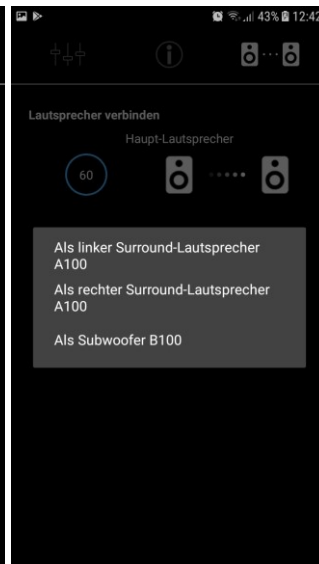 43% 12:42
Lautsprecher verbinden
Haupt-Lautsprecher
60
Als linker Surround-Lautsprecher
A100
Als rechter Surround-Lautsprecher
A100
Als Subwoofer B100